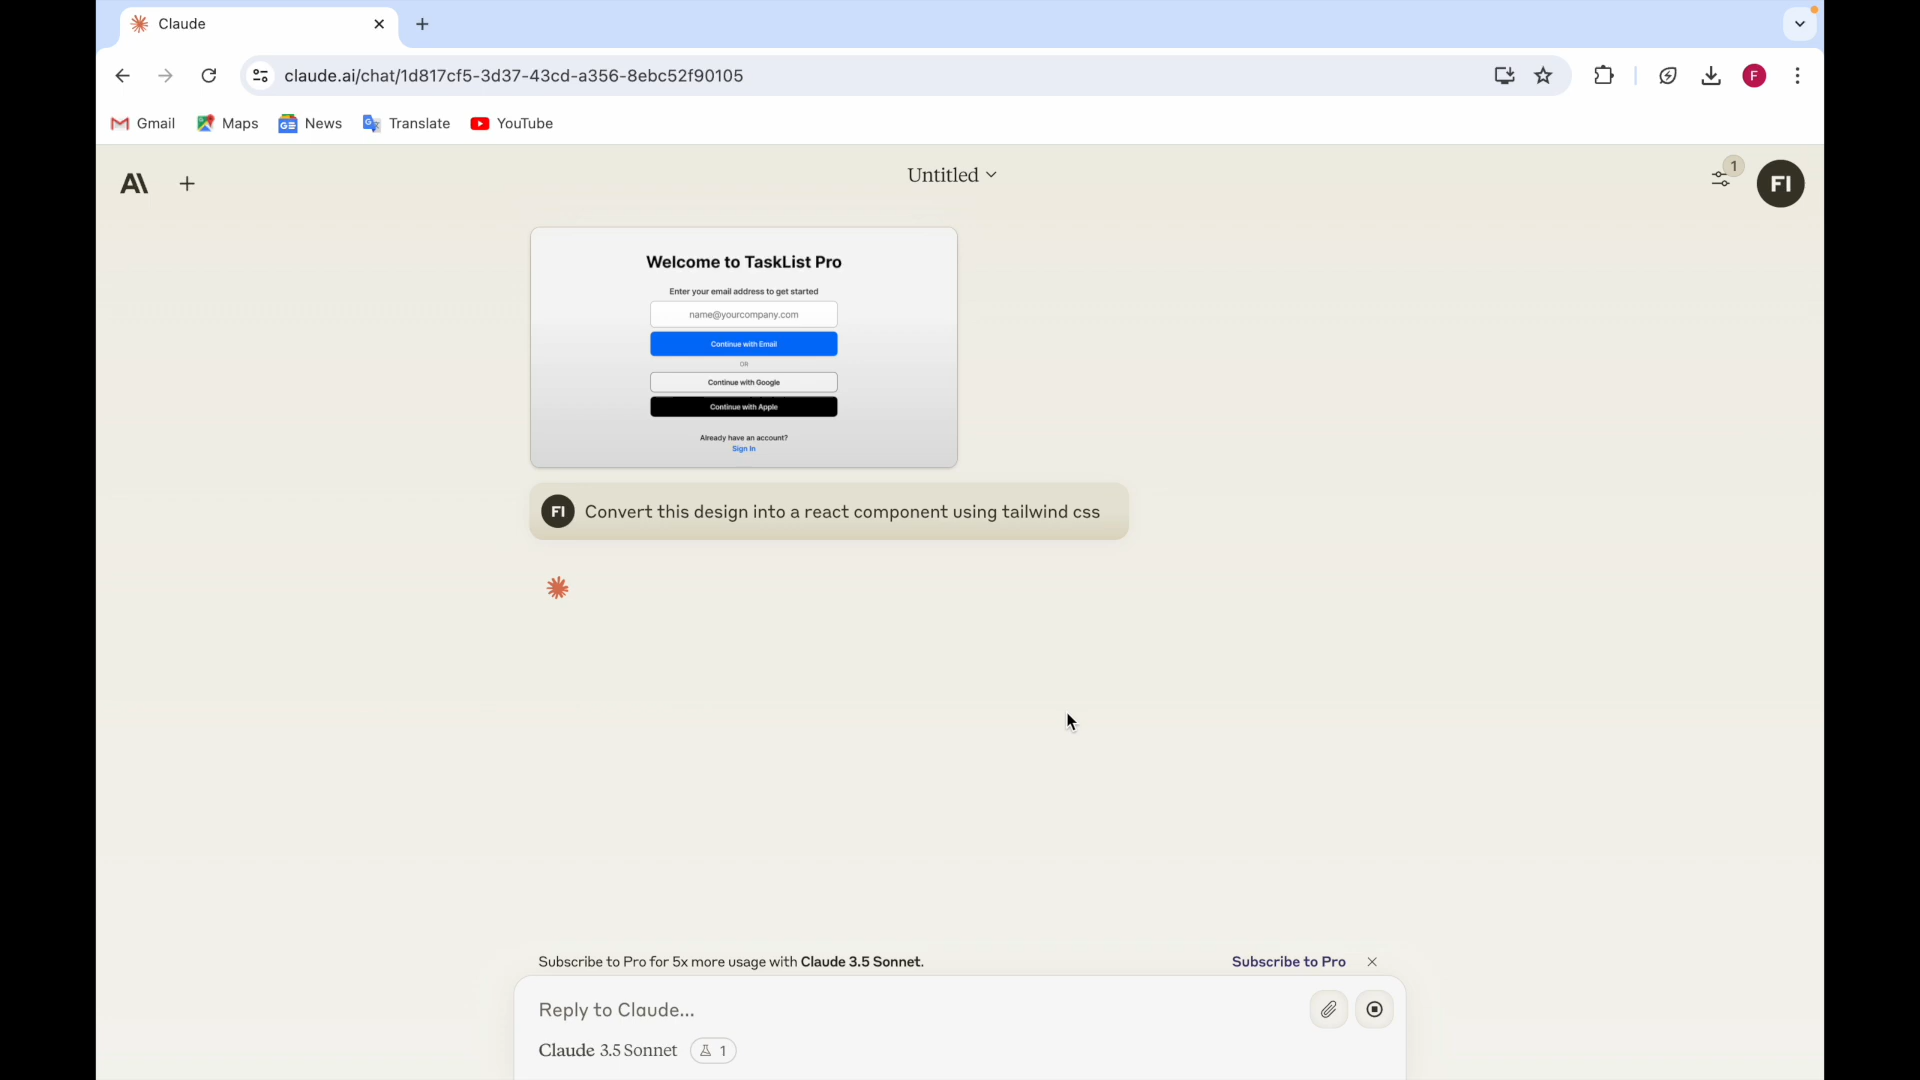 Claude
claude.ai/chat/1d817cf5-3d37-43cd-a356-8ebc52f90105
F
Gmail
Maps
News
Translate
YouTube
Untitled
1
FI
Welcome to TaskList Pro
Enter your email address to get started
name@yourcompany.com
Continue with Email
OR
Continue with Google
Continue with Apple
Already have an account?
Sign In
FI
Convert this design into a react component using tailwind css
Subscribe to Pro for 5x more usage with Claude 3.5 Sonnet.
Subscribe to Pro
Reply to Claude...
Claude 3.5 Sonnet
1